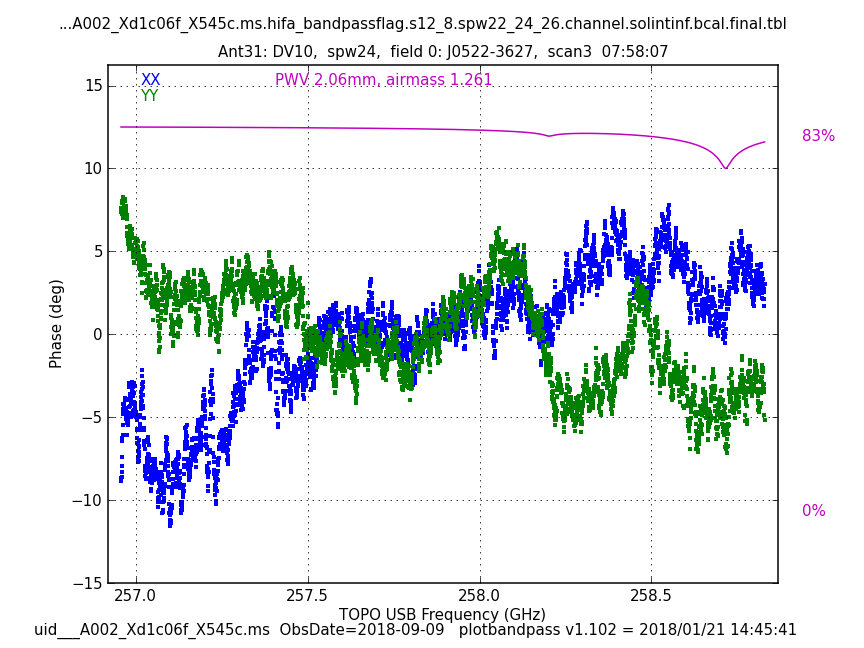 ...A002_Xd1c06f_X545c.ms.hifa_bandpassflag.s12_8.spw22_24_26.channel.solintinf.bcal.final.tbl
Ant31: DV10,  spw24,  field 0: J0522-3627,  scan3  07:58:07
XX
YY
PWV 2.06mm, airmass 1.261
83%
0%
15
10
5
0
−5
−10
−15
Phase (deg)
257.0
257.5
258.0
258.5
TOPO USB Frequency (GHz)
uid___A002_Xd1c06f_X545c.ms  ObsDate=2018-09-09   plotbandpass v1.102 = 2018/01/21 14:45:41